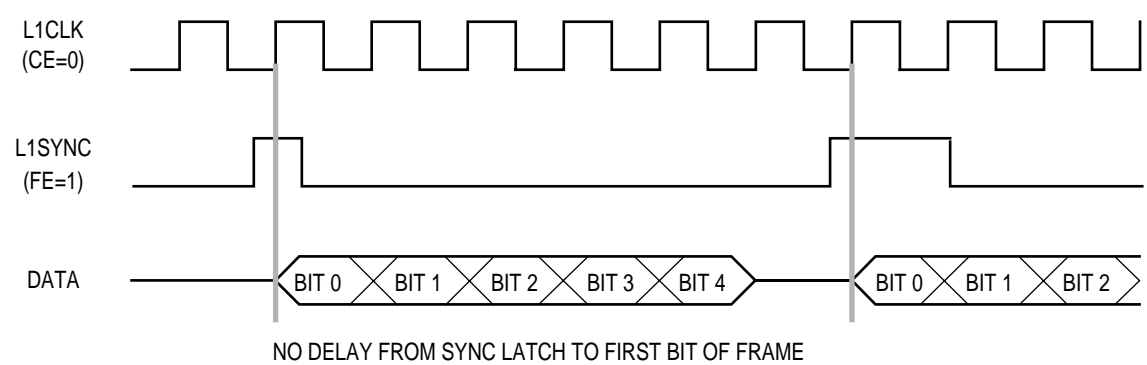 L1CLK
(CE=0)
L1SYNC
(FE=1)
DATA
BIT 0 BIT 1 BIT 2 BIT 3 BIT 4 BIT 0 BIT 1 BIT 2
NO DELAY FROM SYNC LATCH TO FIRST BIT OF FRAME